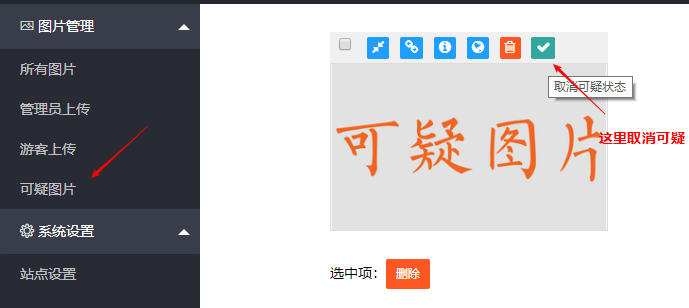 图片管理
所有图片
管理员上传
游客上传
可疑图片
系统设置
站点设置
取消可疑状态
这里取消可疑
可疑图片
选中项：
删除